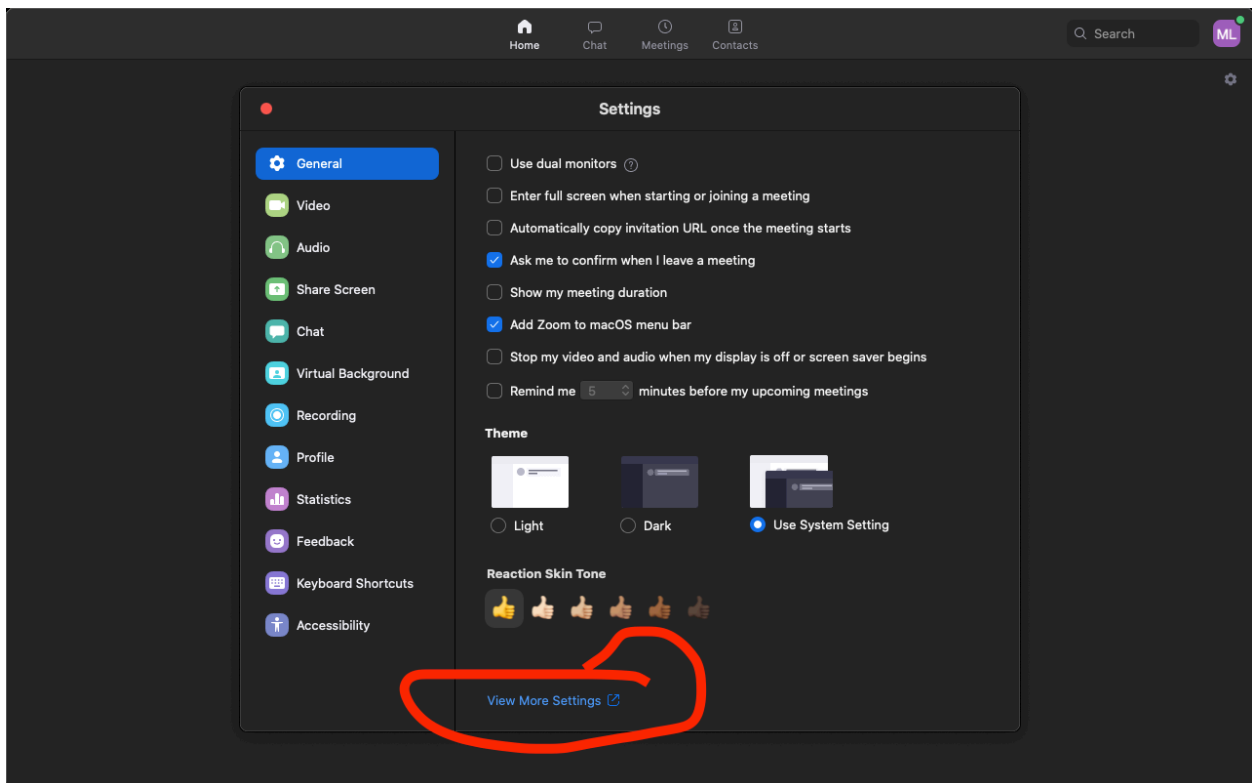 Home Chat Meetings Contacts
Search
ML
Settings
General
Video
Audio
Share Screen
Chat
Virtual Background
Recording
Profile
Statistics
Feedback
Keyboard Shortcuts
Accessibility
Use dual monitors ?
Enter full screen when starting or joining a meeting
Automatically copy invitation URL once the meeting starts
Ask me to confirm when I leave a meeting
Show my meeting duration
Add Zoom to macOS menu bar
Stop my video and audio when my display is off or screen saver begins
Remind me 5 minutes before my upcoming meetings
Theme
Light Dark Use System Setting
Reaction Skin Tone
View More Settings